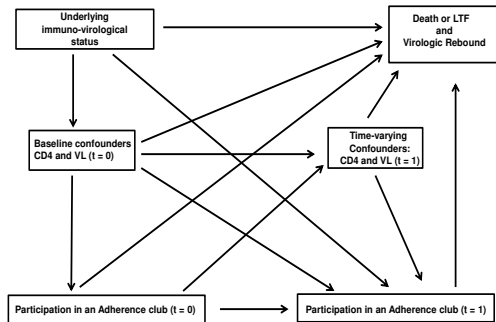 Underlying
immuno-virological
status
Death or LTF
and
Virologic Rebound
Baseline confounders
CD4 and VL (t = 0)
Time-varying
Confounders:
CD4 and VL (t = 1)
Participation in an Adherence club (t = 0)
Participation in an Adherence club (t = 1)